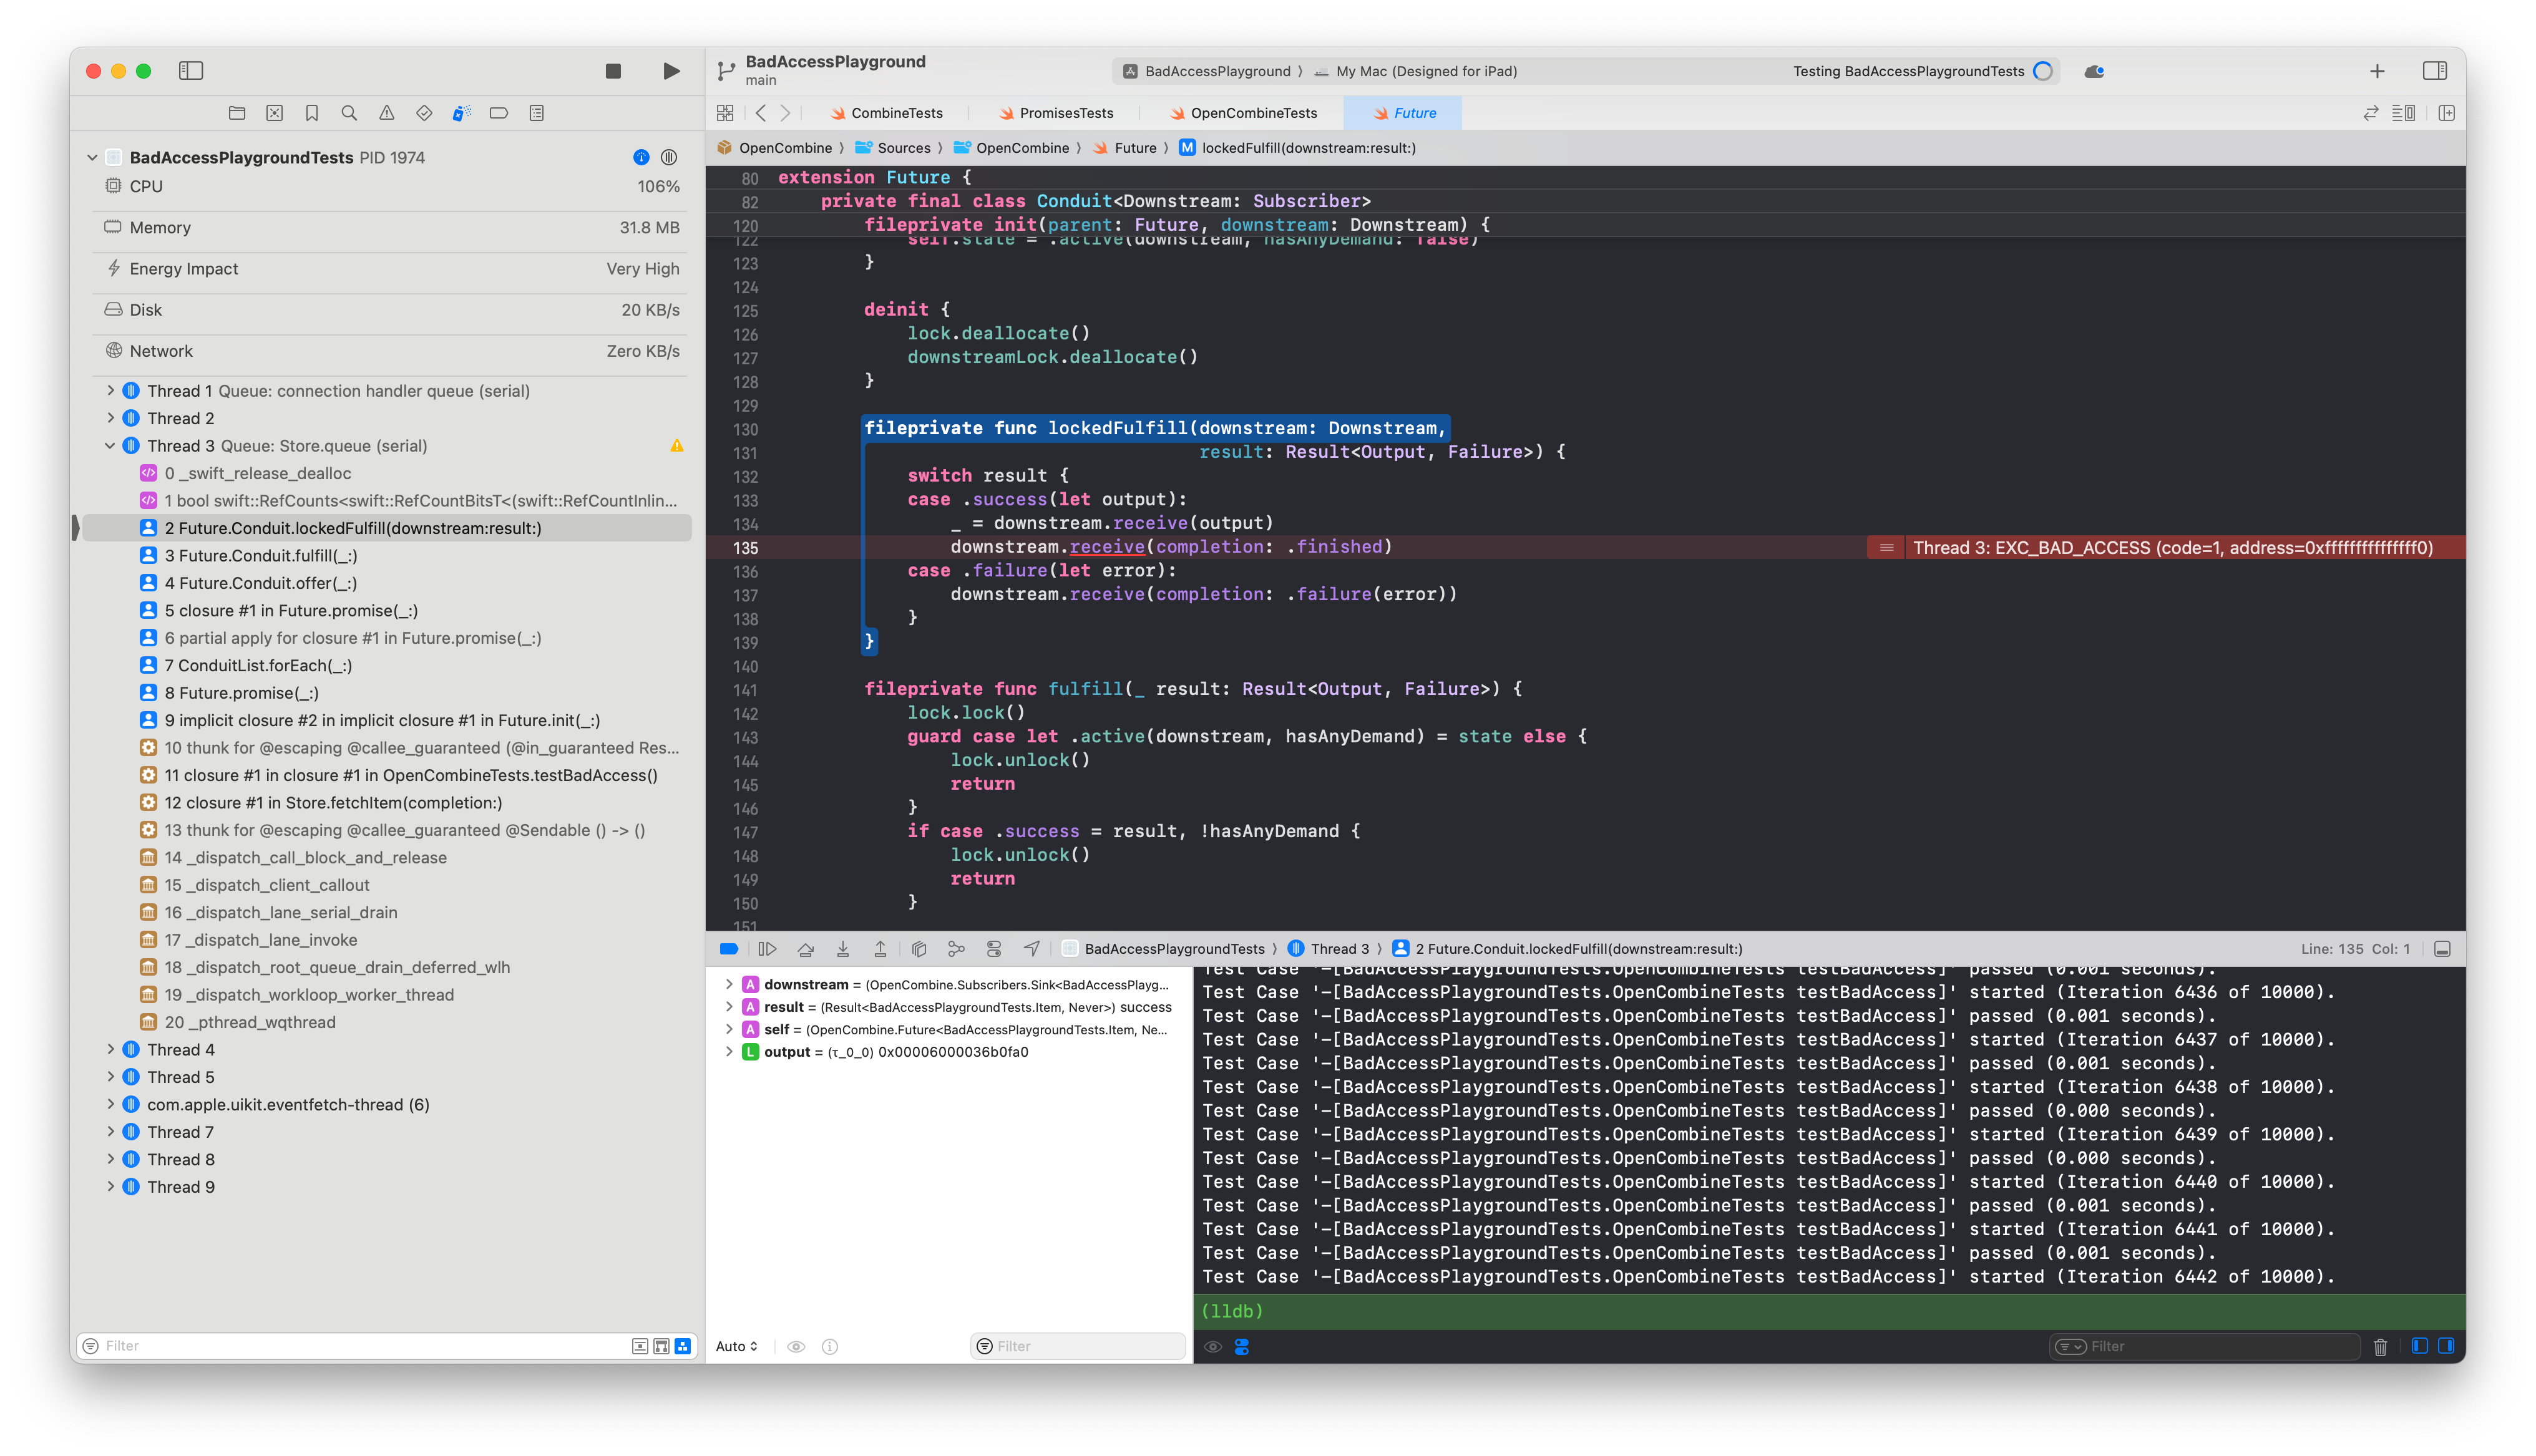 BadAccessPlayground
main
BadAccessPlayground 〉 My Mac (Designed for iPad)
Testing BadAccessPlaygroundTests
CombineTests
PromisesTests
OpenCombineTests
Future
OpenCombine 〉 Sources 〉 OpenCombine 〉 Future 〉 M lockedFulfill(downstream:result:)
BadAccessPlaygroundTests PID 1974
CPU 106%
Memory 31.8 MB
Energy Impact Very High
Disk 20 KB/s
Network Zero KB/s
Thread 1 Queue: connection handler queue (serial)
Thread 2
Thread 3 Queue: Store.queue (serial)
0 _swift_release_dealloc
1 bool swift::RefCounts<swift::RefCountBitsT<(swift::RefCountInlin...
2 Future.Conduit.lockedFulfill(downstream:result:)
3 Future.Conduit.fulfill(_:)
4 Future.Conduit.offer(_:)
5 closure #1 in Future.promise(_:)
6 partial apply for closure #1 in Future.promise(_:)
7 ConduitList.forEach(_:)
8 Future.promise(_:)
9 implicit closure #2 in implicit closure #1 in Future.init(_:)
10 thunk for @escaping @callee_guaranteed (@in_guaranteed Res...
11 closure #1 in closure #1 in OpenCombineTests.testBadAccess()
12 closure #1 in Store.fetchItem(completion:)
13 thunk for @escaping @callee_guaranteed @Sendable () -> ()
14 _dispatch_call_block_and_release
15 _dispatch_client_callout
16 _dispatch_lane_serial_drain
17 _dispatch_lane_invoke
18 _dispatch_root_queue_drain_deferred_wlh
19 _dispatch_workloop_worker_thread
20 _pthread_wqthread
Thread 4
Thread 5
com.apple.uikit.eventfetch-thread (6)
Thread 7
Thread 8
Thread 9
Filter
80 extension Future {
82 private final class Conduit<Downstream: Subscriber>
120 fileprivate init(parent: Future, downstream: Downstream) {
122 self.state = .active(downstream, hasAnyDemand: false)
123 }
124
125 deinit {
126 lock.deallocate()
127 downstreamLock.deallocate()
128 }
129
130 fileprivate func lockedFulfill(downstream: Downstream,
131 result: Result<Output, Failure>) {
132 switch result {
133 case .success(let output):
134 _ = downstream.receive(output)
135 downstream.receive(completion: .finished)
Thread 3: EXC_BAD_ACCESS (code=1, address=0xfffffffffffffff0)
136 case .failure(let error):
137 downstream.receive(completion: .failure(error))
138 }
139 }
140
141 fileprivate func fulfill(_ result: Result<Output, Failure>) {
142 lock.lock()
143 guard case let .active(downstream, hasAnyDemand) = state else {
144 lock.unlock()
145 return
146 }
147 if case .success = result, !hasAnyDemand {
148 lock.unlock()
149 return
150 }
151
BadAccessPlaygroundTests 〉 Thread 3 〉 2 Future.Conduit.lockedFulfill(downstream:result:)
Line: 135 Col: 1
A downstream = (OpenCombine.Subscribers.Sink<BadAccessPlayg...
A result = (Result<BadAccessPlaygroundTests.Item, Never>) success
A self = (OpenCombine.Future<BadAccessPlaygroundTests.Item, Ne...
L output = (τ_0_0) 0x00006000036b0fa0
Auto
Filter
Test Case '-[BadAccessPlaygroundTests.OpenCombineTests testBadAccess]' passed (0.001 seconds).
Test Case '-[BadAccessPlaygroundTests.OpenCombineTests testBadAccess]' started (Iteration 6436 of 10000).
Test Case '-[BadAccessPlaygroundTests.OpenCombineTests testBadAccess]' passed (0.001 seconds).
Test Case '-[BadAccessPlaygroundTests.OpenCombineTests testBadAccess]' started (Iteration 6437 of 10000).
Test Case '-[BadAccessPlaygroundTests.OpenCombineTests testBadAccess]' passed (0.001 seconds).
Test Case '-[BadAccessPlaygroundTests.OpenCombineTests testBadAccess]' started (Iteration 6438 of 10000).
Test Case '-[BadAccessPlaygroundTests.OpenCombineTests testBadAccess]' passed (0.000 seconds).
Test Case '-[BadAccessPlaygroundTests.OpenCombineTests testBadAccess]' started (Iteration 6439 of 10000).
Test Case '-[BadAccessPlaygroundTests.OpenCombineTests testBadAccess]' passed (0.000 seconds).
Test Case '-[BadAccessPlaygroundTests.OpenCombineTests testBadAccess]' started (Iteration 6440 of 10000).
Test Case '-[BadAccessPlaygroundTests.OpenCombineTests testBadAccess]' passed (0.001 seconds).
Test Case '-[BadAccessPlaygroundTests.OpenCombineTests testBadAccess]' started (Iteration 6441 of 10000).
Test Case '-[BadAccessPlaygroundTests.OpenCombineTests testBadAccess]' passed (0.001 seconds).
Test Case '-[BadAccessPlaygroundTests.OpenCombineTests testBadAccess]' started (Iteration 6442 of 10000).
(lldb)
Filter